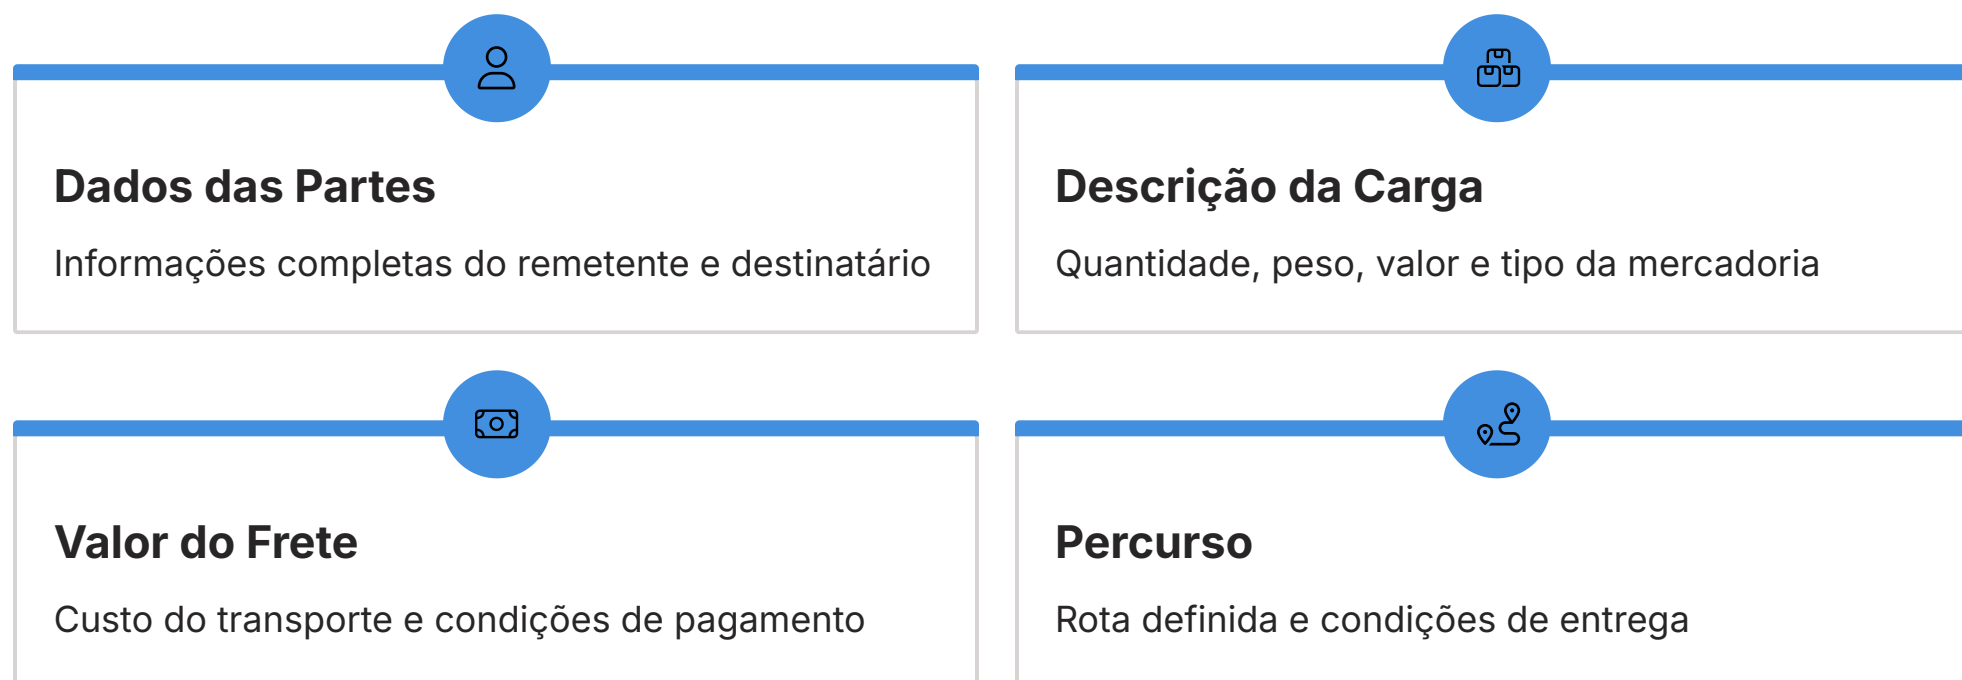 Dados das Partes
Informações completas do remetente e destinatário
Descrição da Carga
Quantidade, peso, valor e tipo da mercadoria
Valor do Frete
Custo do transporte e condições de pagamento
Percurso
Rota definida e condições de entrega